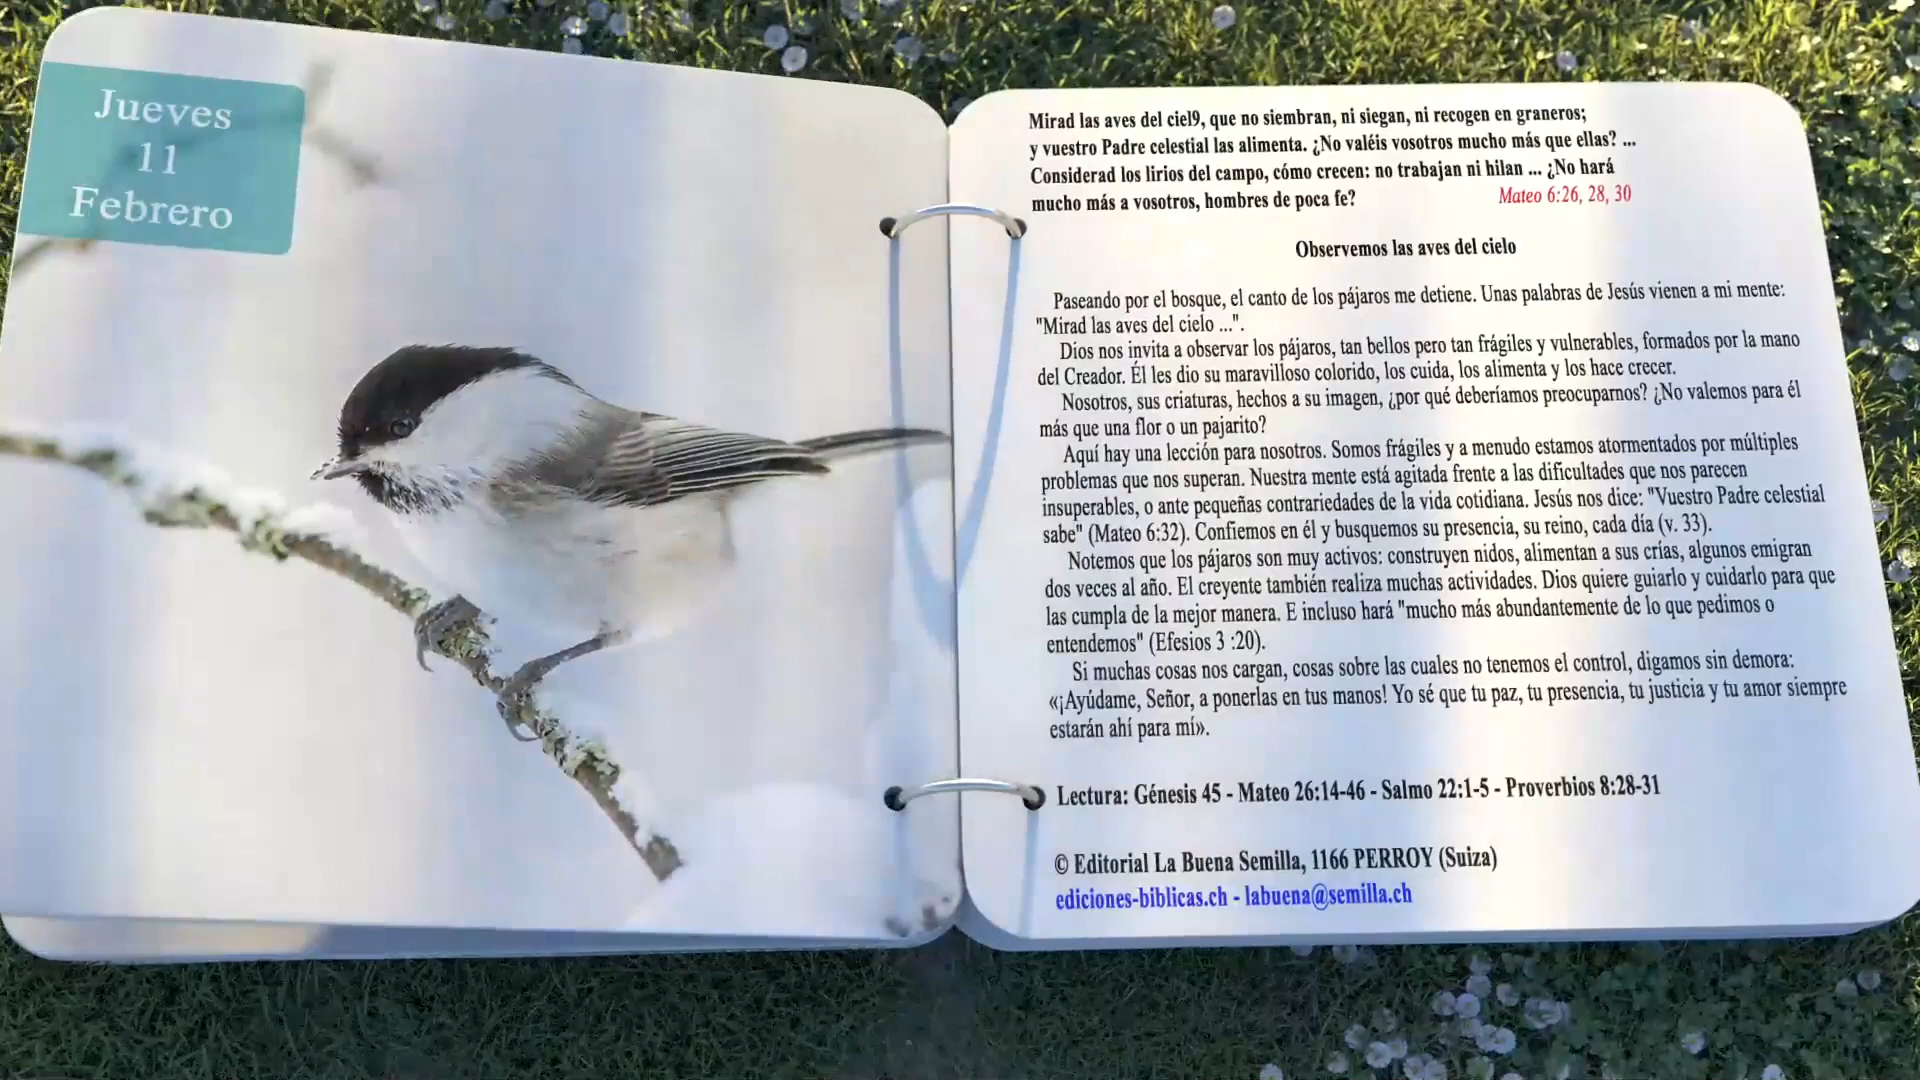 Jueves
11
Febrero
Mirad las aves del ciel9, que no siembran, ni siegan, ni recogen en graneros;
y vuestro Padre celestial las alimenta. ¿No valéis vosotros mucho más que ellas? ...
Considerad los lirios del campo, cómo crecen: no trabajan ni hilan ... ¿No hará
mucho más a vosotros, hombres de poca fe? Mateo 6:26, 28, 30
Observemos las aves del cielo
Paseando por el bosque, el canto de los pájaros me detiene. Unas palabras de Jesús vienen a mi mente:
"Mirad las aves del cielo ...".
Dios nos invita a observar los pájaros, tan bellos pero tan frágiles y vulnerables, formados por la mano
del Creador. Él les dio su maravilloso colorido, los cuida, los alimenta y los hace crecer.
Nosotros, sus criaturas, hechos a su imagen, ¿por qué deberíamos preocuparnos? ¿No valemos para él
más que una flor o un pajarito?
Aquí hay una lección para nosotros. Somos frágiles y a menudo estamos atormentados por múltiples
problemas que nos superan. Nuestra mente está agitada frente a las dificultades que nos parecen
insuperables, o ante pequeñas contrariedades de la vida cotidiana. Jesús nos dice: "Vuestro Padre celestial
sabe" (Mateo 6:32). Confiemos en él y busquemos su presencia, su reino, cada día (v. 33).
Notemos que los pájaros son muy activos: construyen nidos, alimentan a sus crías, algunos emigran
dos veces al año. El creyente también realiza muchas actividades. Dios quiere guiarlo y cuidarlo para que
las cumpla de la mejor manera. E incluso hará "mucho más abundantemente de lo que pedimos o
entendemos" (Efesios 3 :20).
Si muchas cosas nos cargan, cosas sobre las cuales no tenemos el control, digamos sin demora:
«¡Ayúdame, Señor, a ponerlas en tus manos! Yo sé que tu paz, tu presencia, tu justicia y tu amor siempre
estarán ahí para mí».
Lectura: Génesis 45 - Mateo 26:14-46 - Salmo 22:1-5 - Proverbios 8:28-31
© Editorial La Buena Semilla, 1166 PERROY (Suiza)
ediciones-biblicas.ch - labuena@semilla.ch